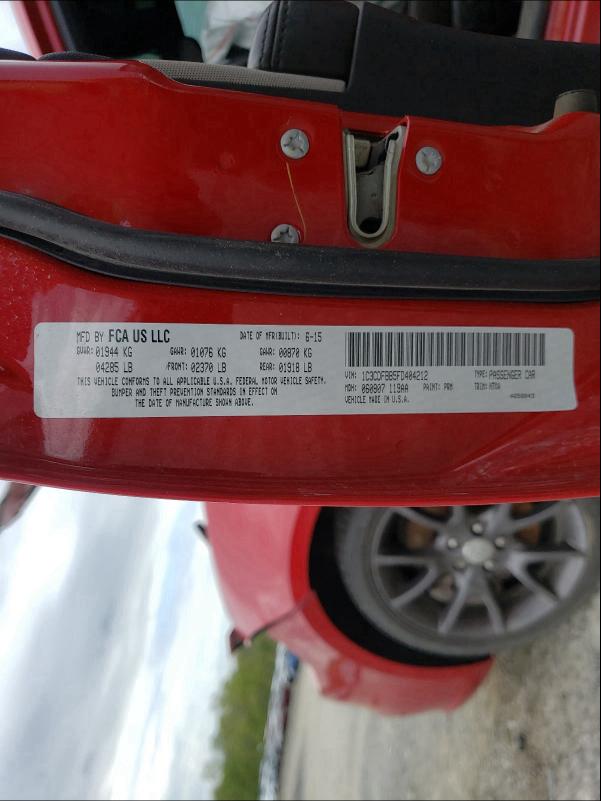 MFD BY FCA US LLC DATE OF MFR(BUILT): 6-15
GVWR: 01944 KG GAWR: 01076 KG GAWR: 00870 KG
04285 LB /FRONT: 02370 LB REAR: 01918 LB
THIS VEHICLE CONFORMS TO ALL APPLICABLE U.S.A. FEDERAL MOTOR VEHICLE SAFETY,
BUMPER AND THEFT PREVENTION STANDARDS IN EFFECT ON
THE DATE OF MANUFACTURE SHOWN ABOVE.
VIN: 1C3CDFBB5FD404212 TYPE: PASSENGER CAR
MDH: 060807 119AA PAINT: PRM TRIM:
VEHICLE MADE IN U.S.A.